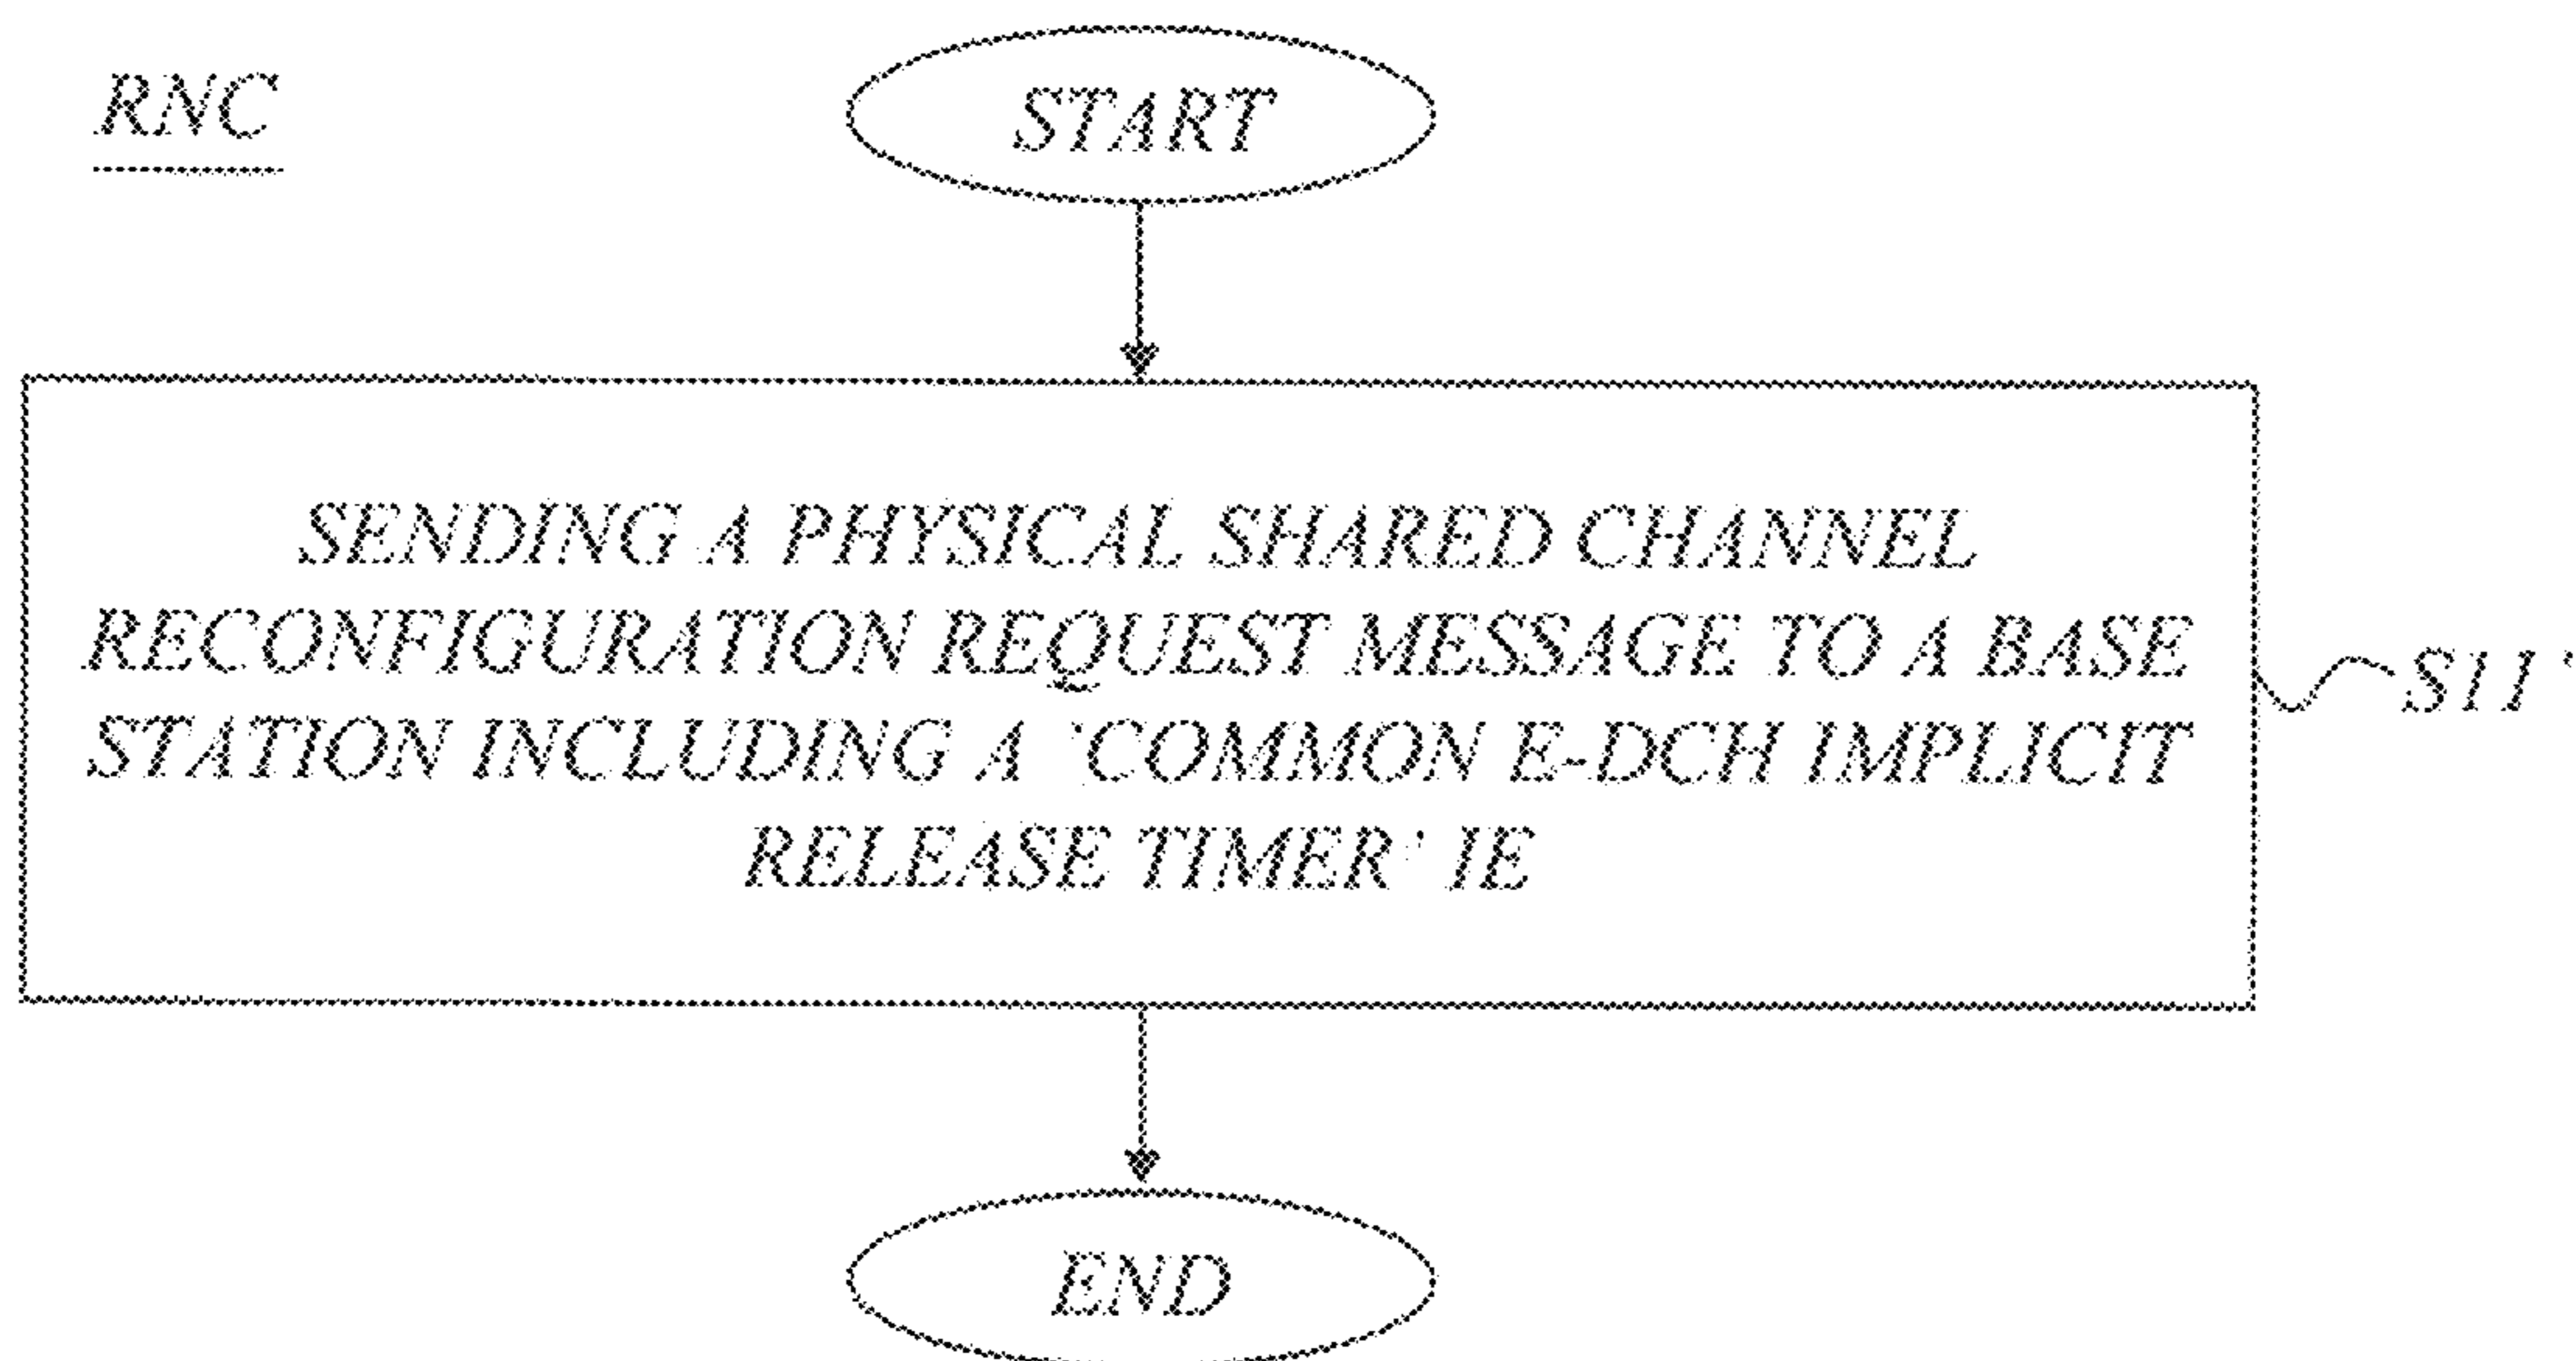 RNC
START
SENDING A PHYSICAL SHARED CHANNEL
RECONFIGURATION REQUEST MESSAGE TO A BASE
STATION INCLUDING A 'COMMON E-DCH IMPLICIT
RELEASE TIMER' IE
S11'
END